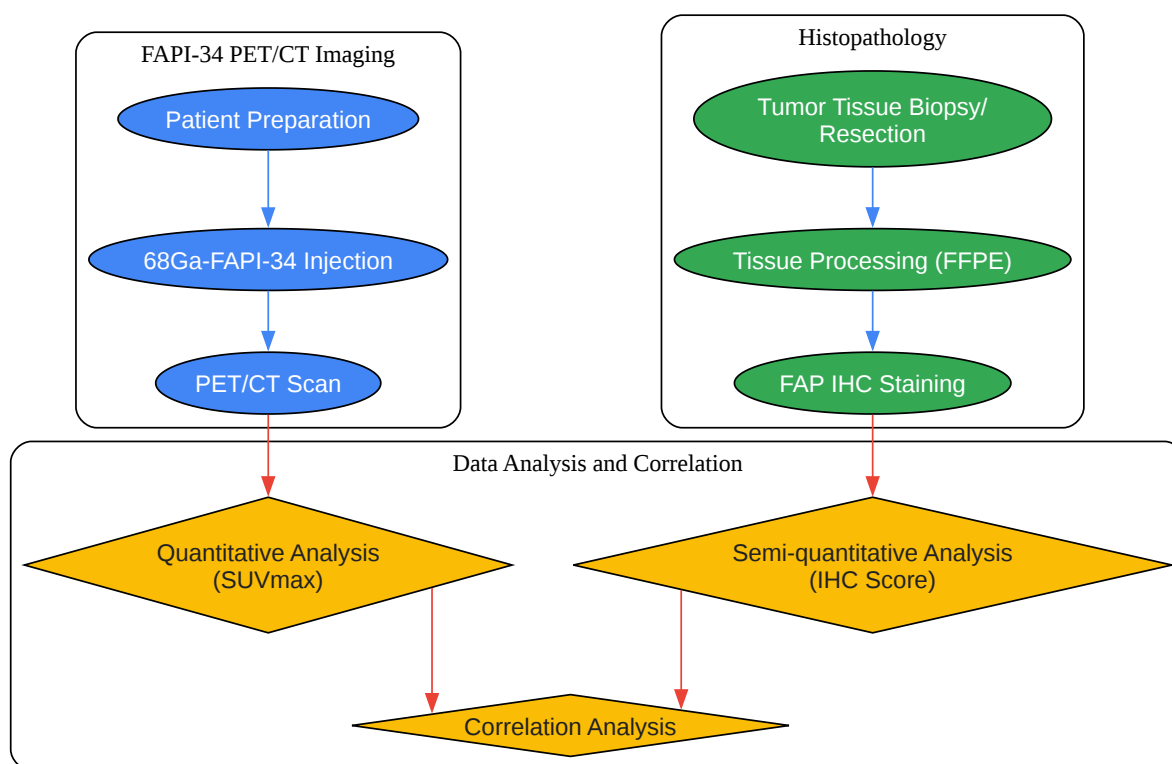 FAPI-34 PET/CT Imaging
Patient Preparation
68Ga-FAPI-34 Injection
PET/CT Scan
Histopathology
Tumor Tissue Biopsy/
Resection
Tissue Processing (FFPE)
FAP IHC Staining
Data Analysis and Correlation
Quantitative Analysis
(SUVmax)
Semi-quantitative Analysis
(IHC Score)
Correlation Analysis